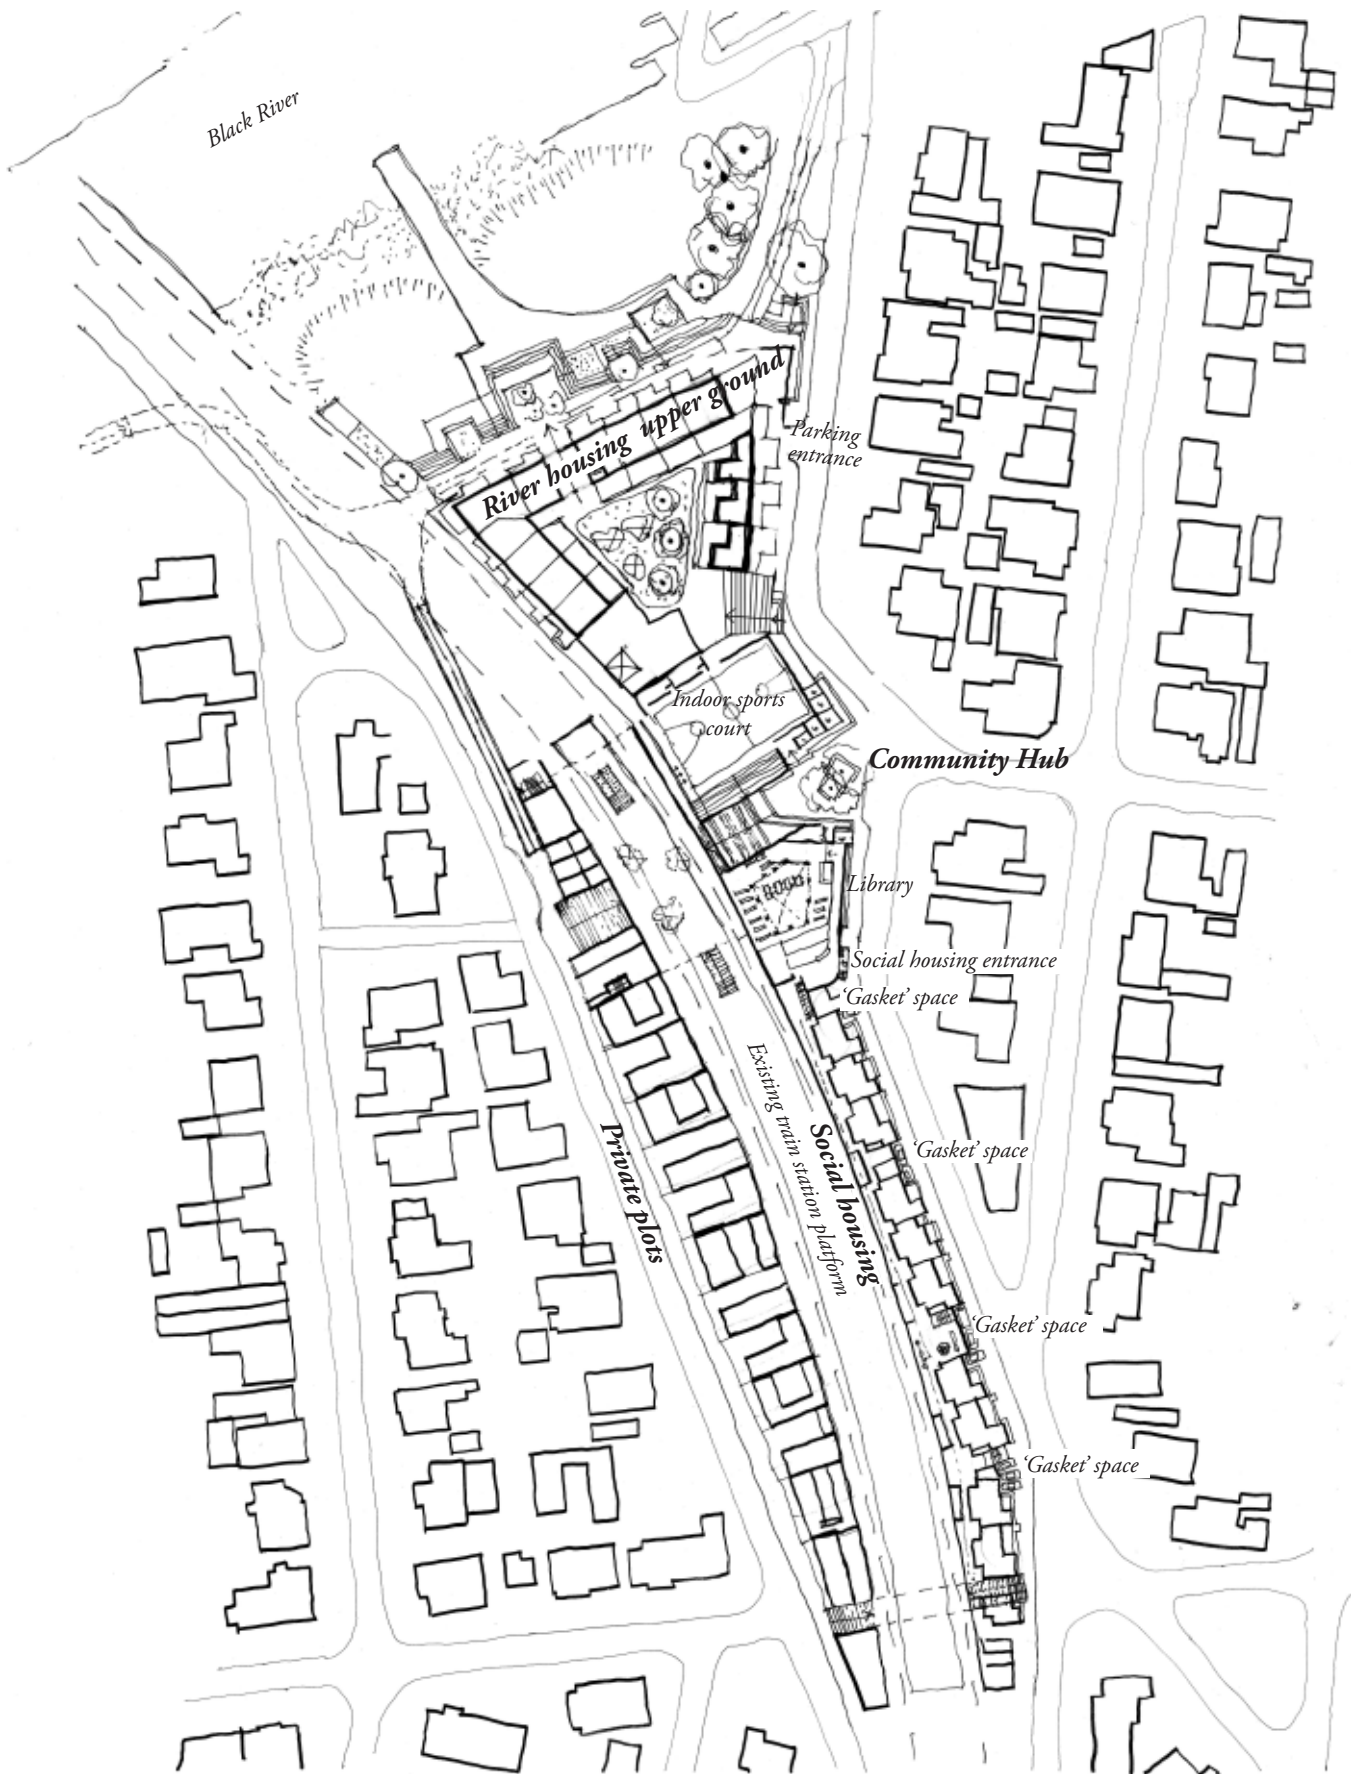 Black River
River housing upper ground
Parking
entrance
Indoor sports
court
Community Hub
Library
Social housing entrance
‘Gasket’ space
Existing train station platform
Social housing
Private plots
‘Gasket’ space
‘Gasket’ space
‘Gasket’ space